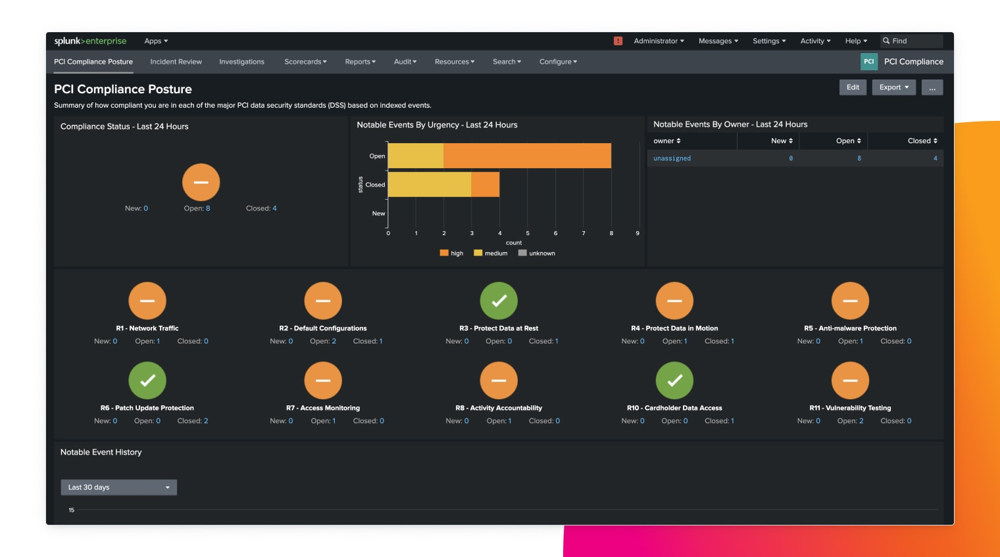 splunk>enterprise Apps ! Administrator Messages Settings Activity Help Find
PCI Compliance Posture Incident Review Investigations Scorecards Reports Audit Resources Search Configure PCI PCI Compliance
PCI Compliance Posture Edit Export ...
Summary of how compliant you are in each of the major PCI data security standards (DSS) based on indexed events.
Compliance Status - Last 24 Hours
New: 0 Open: 8 Closed: 4
Notable Events By Urgency - Last 24 Hours
status
Open
Closed
New
0 1 2 3 4 5 6 7 8 9
count
high medium unknown
Notable Events By Owner - Last 24 Hours
owner New Open Closed
unassigned 0 8 4
R1 - Network Traffic R2 - Default Configurations R3 - Protect Data at Rest R4 - Protect Data in Motion R5 - Anti-malware Protection
New: 0 Open: 1 Closed: 0 New: 0 Open: 2 Closed: 1 New: 0 Open: 0 Closed: 1 New: 0 Open: 1 Closed: 1 New: 0 Open: 1 Closed: 0
R6 - Patch Update Protection R7 - Access Monitoring R8 - Activity Accountability R10 - Cardholder Data Access R11 - Vulnerability Testing
New: 0 Open: 0 Closed: 2 New: 0 Open: 1 Closed: 0 New: 0 Open: 1 Closed: 0 New: 0 Open: 0 Closed: 1 New: 0 Open: 2 Closed: 0
Notable Event History
Last 30 days
15